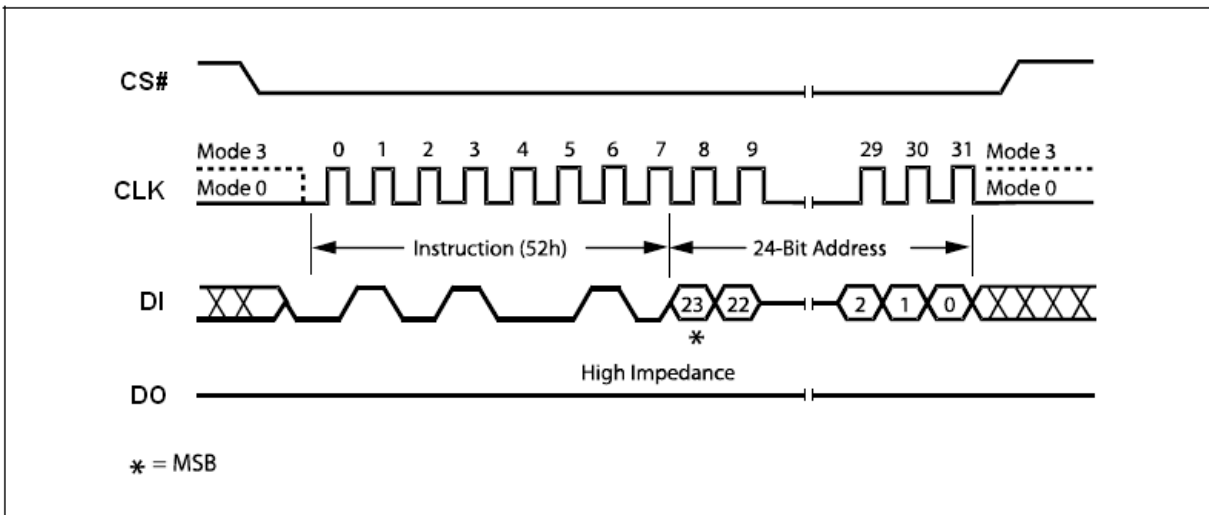 CS#
Mode 3 0 1 2 3 4 5 6 7 8 9 29 30 31 Mode 3
CLK Mode 0 Mode 0
Instruction (52h) 24-Bit Address
DI 23 22 2 1 0
*
High Impedance
DO
* = MSB